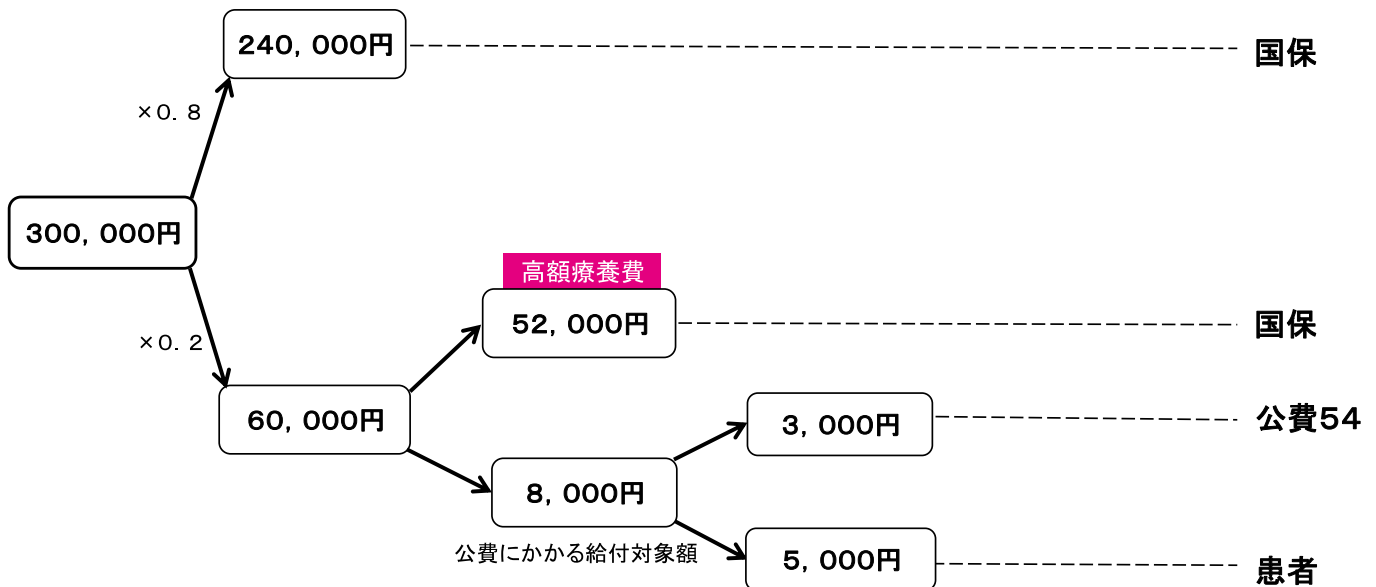 240,000円
国保
×0.8
300,000円
高額療養費
52,000円
国保
×0.2
60,000円
3,000円
公費54
8,000円
公費にかかる給付対象額
5,000円
患者